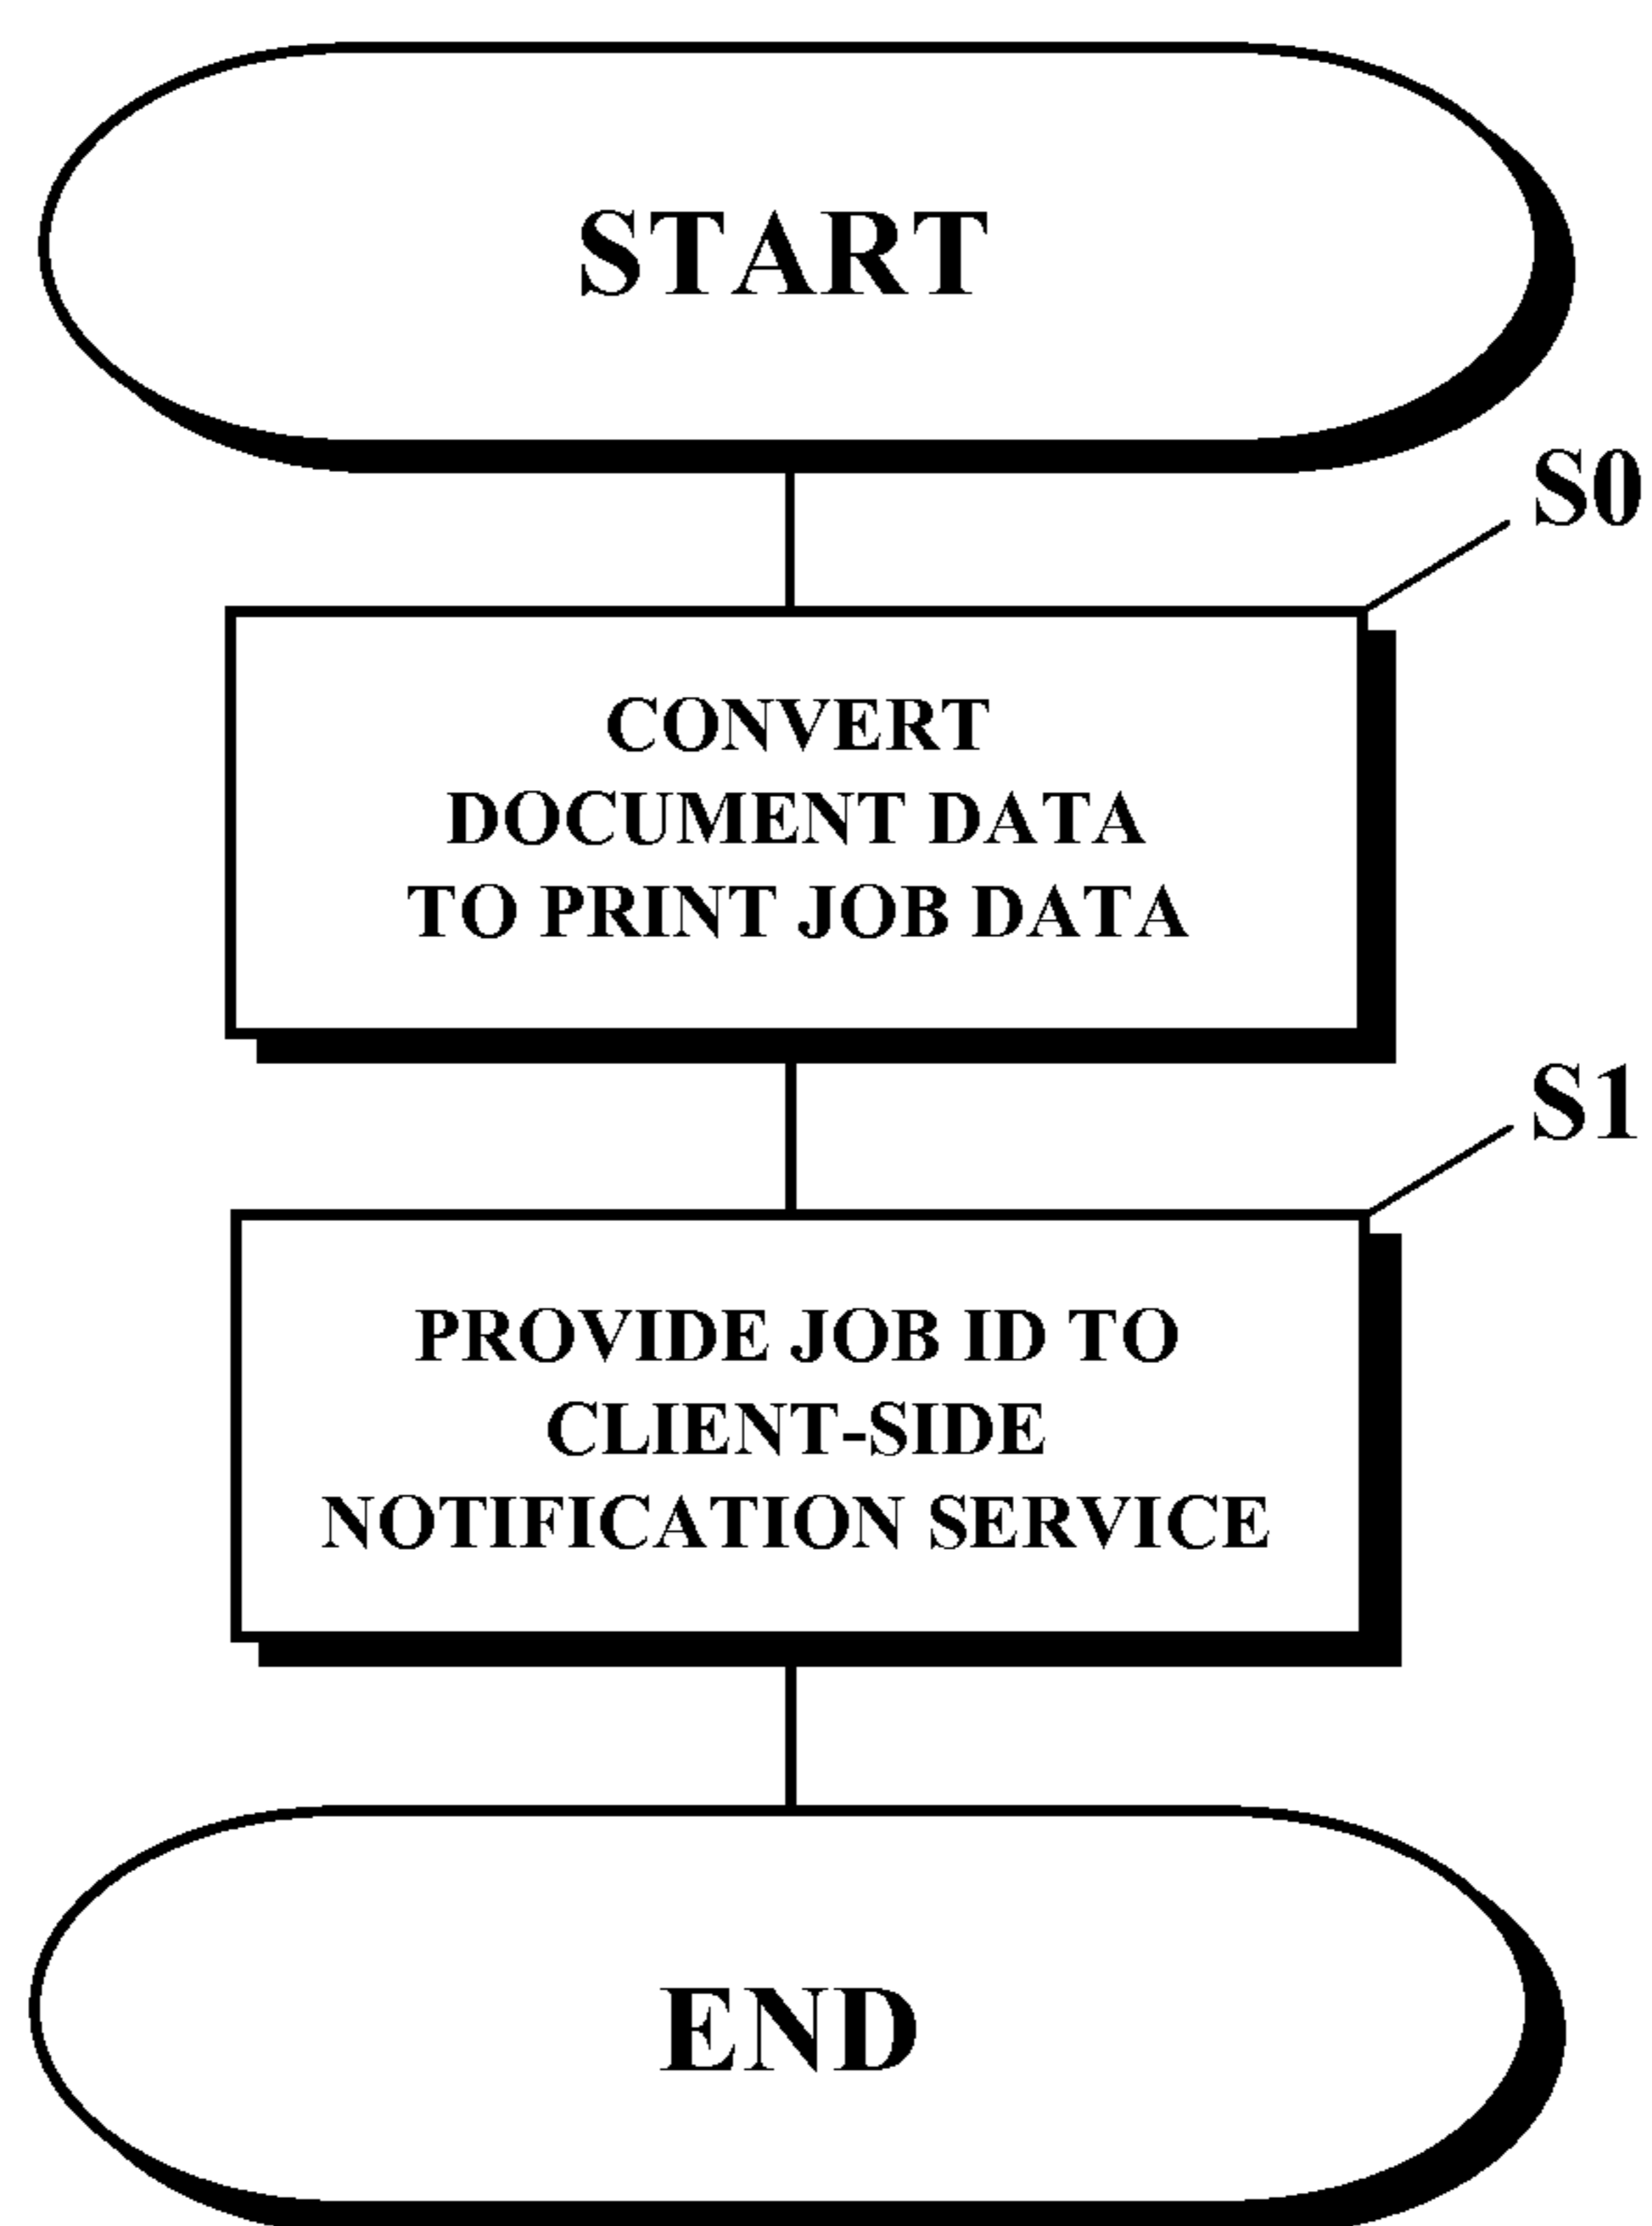 START
S0
CONVERT
DOCUMENT DATA
TO PRINT JOB DATA
S1
PROVIDE JOB ID TO
CLIENT-SIDE
NOTIFICATION SERVICE
END